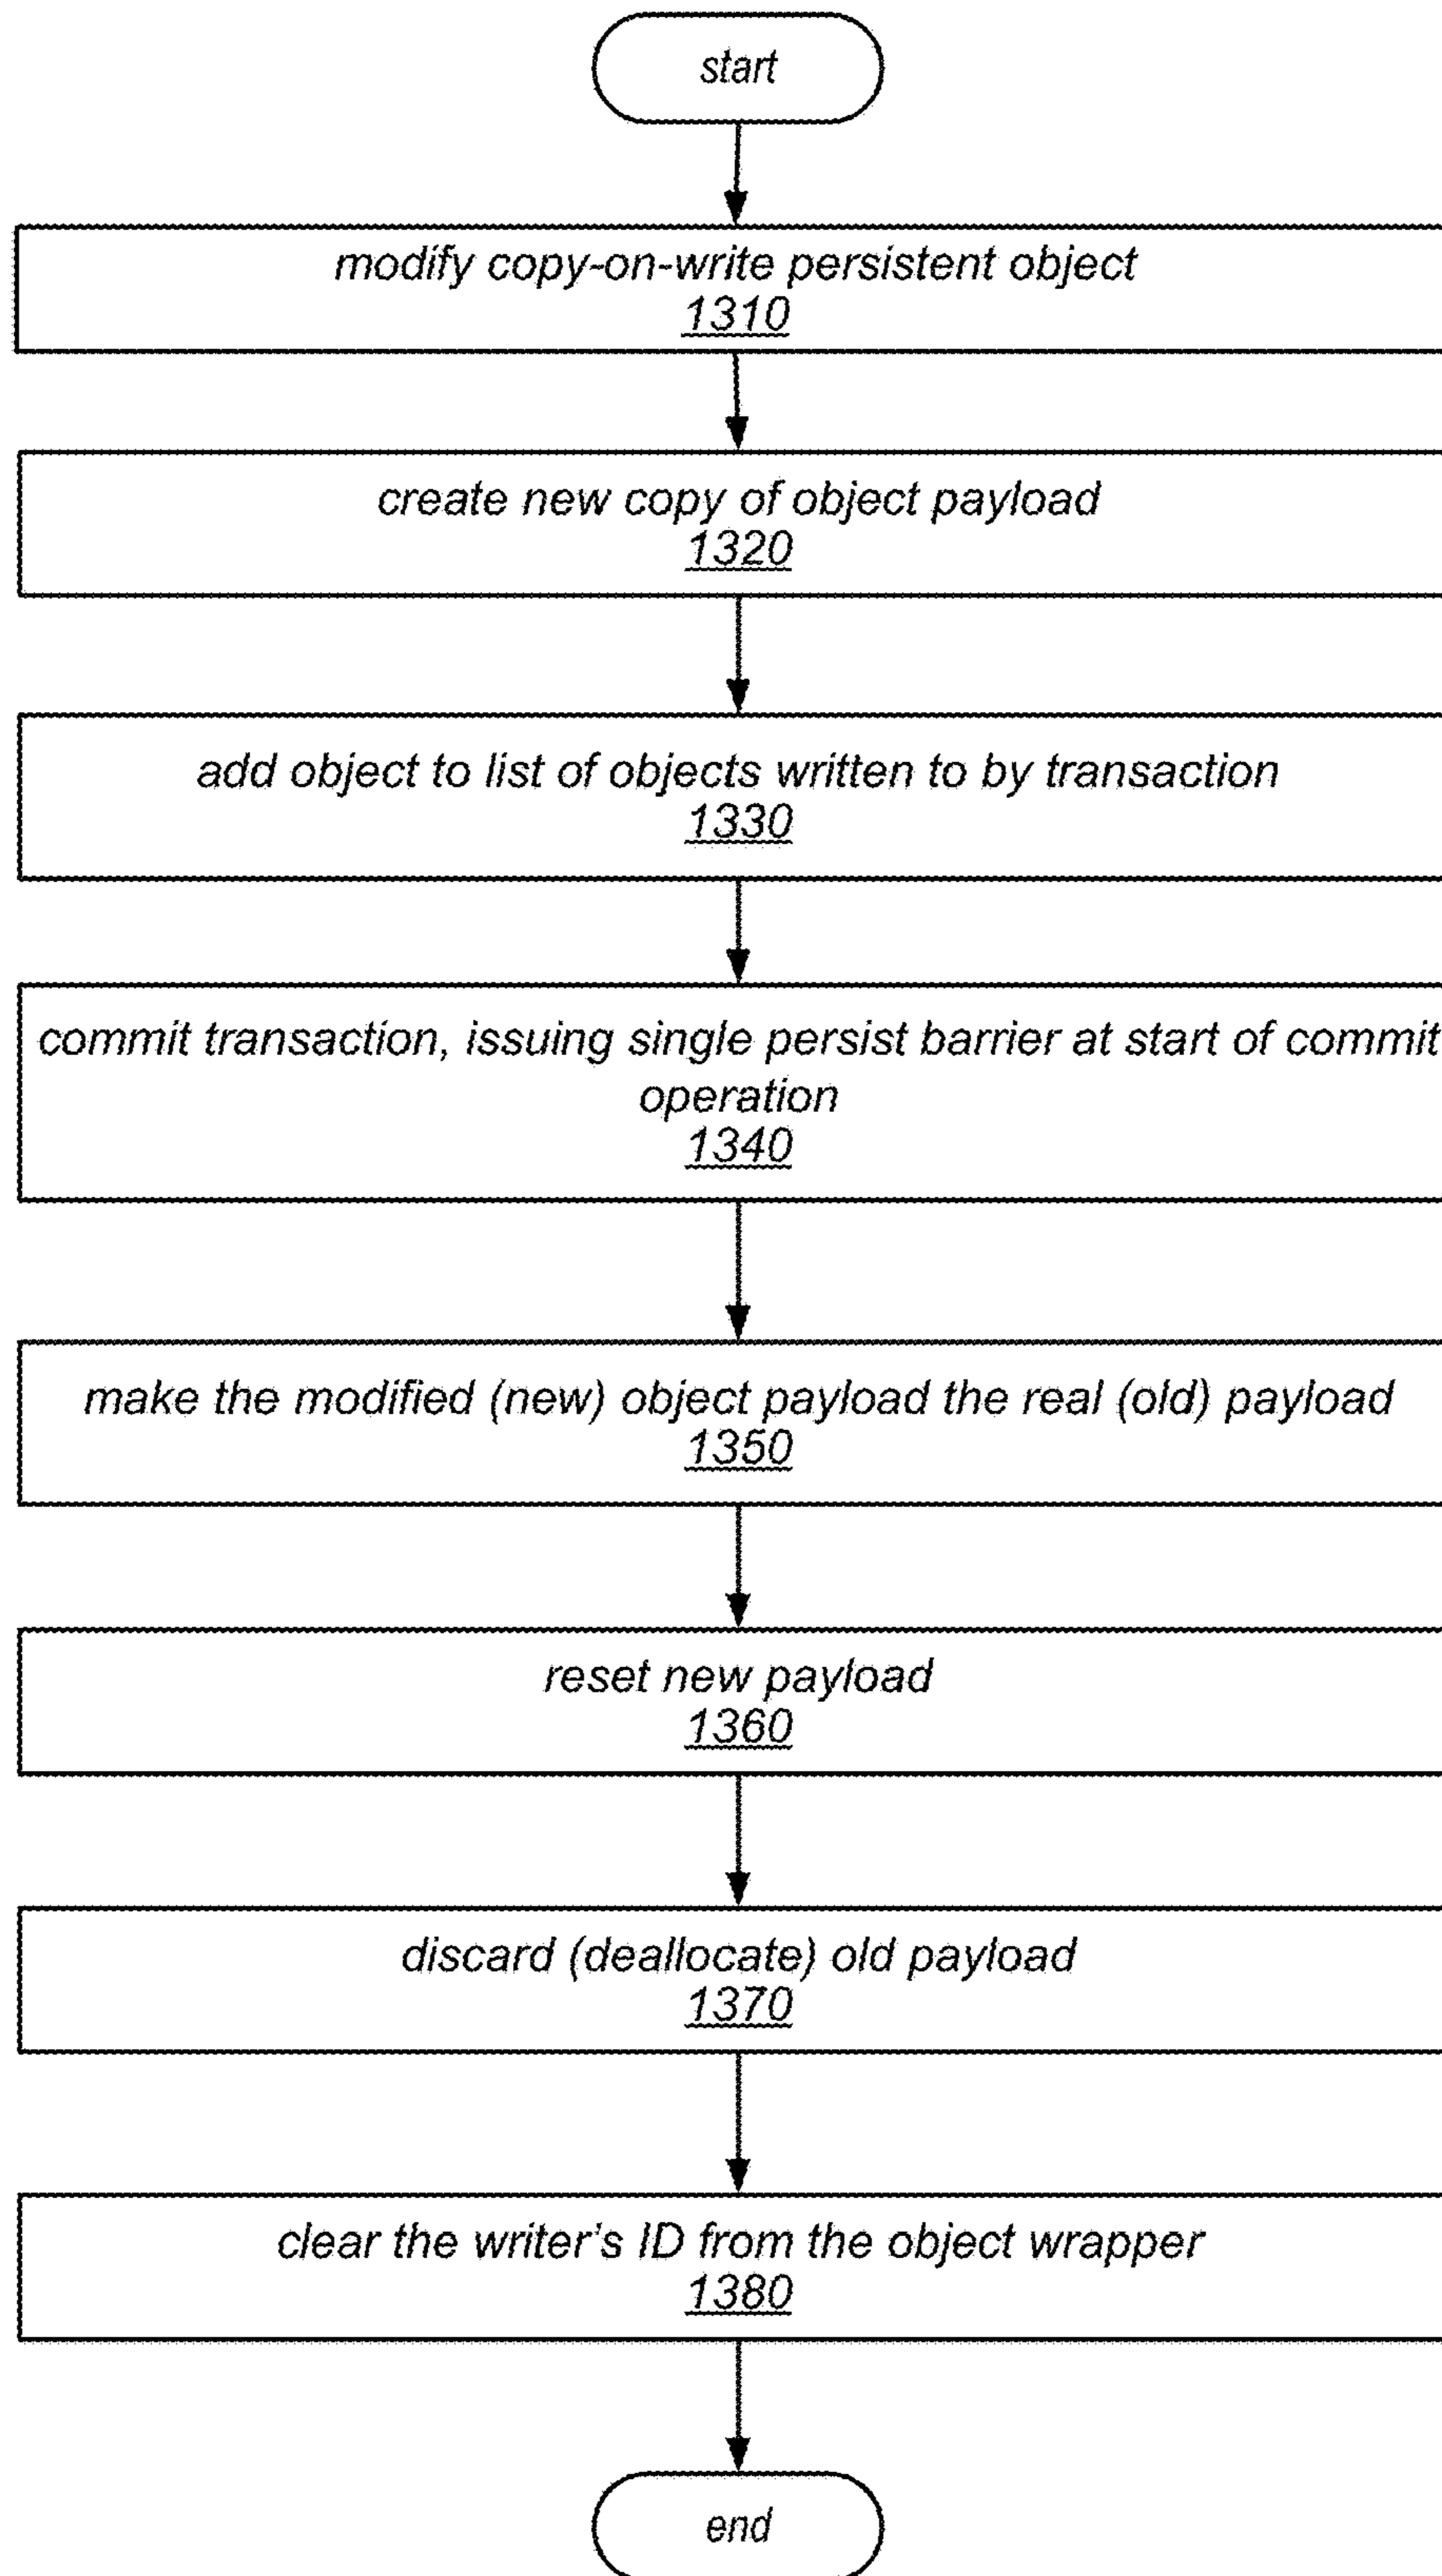 start
modify copy-on-write persistent object
1310
create new copy of object payload
1320
add object to list of objects written to by transaction
1330
commit transaction, issuing single persist barrier at start of commit
operation
1340
make the modified (new) object payload the real (old) payload
1350
reset new payload
1360
discard (deallocate) old payload
1370
clear the writer's ID from the object wrapper
1380
end